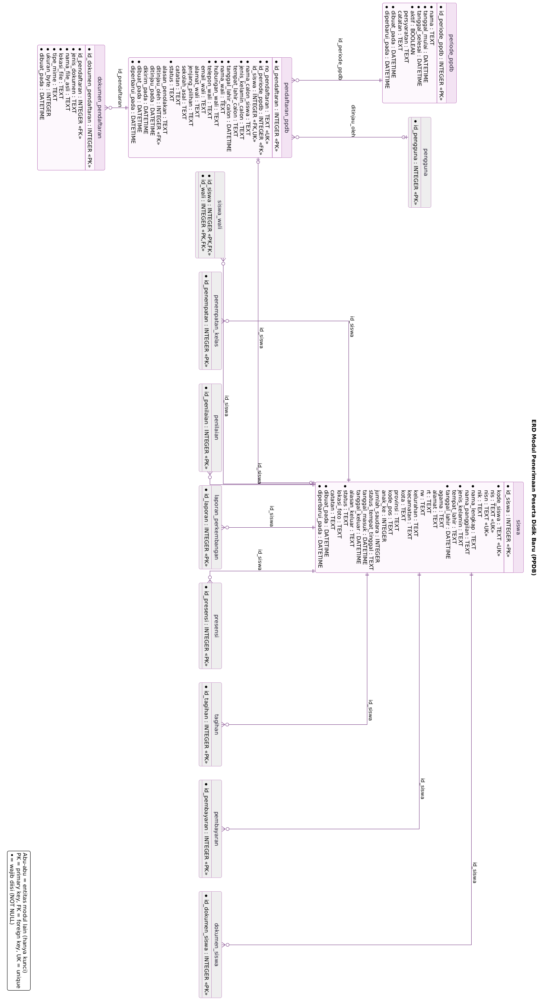 ERD Modul Penerimaan Peserta Didik Baru (PPDB)
periode_ppdb
● id_periode_ppdb : INTEGER «PK»
● nama : TEXT
● tanggal_mulai : DATETIME
● tanggal_selesai : DATETIME
● aktif : BOOLEAN
persyaratan : TEXT
catatan : TEXT
● dibuat_pada : DATETIME
● diperbarui_pada : DATETIME
pengguna
● id_pengguna : INTEGER «PK»
siswa
● id_siswa : INTEGER «PK»
● kode_siswa : TEXT «UK»
nis : TEXT «UK»
nisn : TEXT «UK»
nik : TEXT
● nama_lengkap : TEXT
nama_panggilan : TEXT
● jenis_kelamin : TEXT
tempat_lahir : TEXT
● tanggal_lahir : DATETIME
agama : TEXT
alamat : TEXT
rt : TEXT
rw : TEXT
kelurahan : TEXT
kecamatan : TEXT
kota : TEXT
provinsi : TEXT
kode_pos : TEXT
anak_ke : INTEGER
jumlah_saudara : INTEGER
status_tempat_tinggal : TEXT
tanggal_masuk : DATETIME
tanggal_keluar : DATETIME
alasan_keluar : TEXT
● status : TEXT
lokasi_foto : TEXT
catatan : TEXT
● dibuat_pada : DATETIME
● diperbarui_pada : DATETIME
id_periode_ppdb
ditinjau_oleh
id_siswa
id_siswa
id_siswa
id_siswa
pendaftaran_ppdb
● id_pendaftaran : INTEGER «PK»
● no_pendaftaran : TEXT «UK»
● id_periode_ppdb : INTEGER «FK»
id_siswa : INTEGER «FK,UK»
● nama_calon_siswa : TEXT
● jenis_kelamin_calon : TEXT
tempat_lahir_calon : TEXT
● tanggal_lahir_calon : DATETIME
● nama_wali : TEXT
● hubungan_wali : TEXT
● telepon_wali : TEXT
email_wali : TEXT
alamat_wali : TEXT
jenjang_pilihan : TEXT
sekolah_asal : TEXT
catatan : TEXT
● status : TEXT
alasan_penolakan : TEXT
ditinjau_oleh : INTEGER «FK»
ditinjau_pada : DATETIME
dikirim_pada : DATETIME
● dibuat_pada : DATETIME
● diperbarui_pada : DATETIME
id_siswa
id_siswa
id_siswa
id_siswa
id_siswa
siswa_wali
● id_siswa : INTEGER «PK,FK»
● id_wali : INTEGER «PK,FK»
penempatan_kelas
● id_penempatan : INTEGER «PK»
penilaian
● id_penilaian : INTEGER «PK»
laporan_perkembangan
● id_laporan : INTEGER «PK»
presensi
● id_presensi : INTEGER «PK»
tagihan
● id_tagihan : INTEGER «PK»
pembayaran
● id_pembayaran : INTEGER «PK»
dokumen_siswa
● id_dokumen_siswa : INTEGER «PK»
id_pendaftaran
dokumen_pendaftaran
● id_dokumen_pendaftaran : INTEGER «PK»
● id_pendaftaran : INTEGER «FK»
● jenis_dokumen : TEXT
● nama_file_asli : TEXT
● lokasi_file : TEXT
● tipe_mime : TEXT
● ukuran_byte : INTEGER
● dibuat_pada : DATETIME
Abu-abu = entitas modul lain (hanya kunci)
PK = primary key, FK = foreign key, UK = unique
● = wajib diisi (NOT NULL)